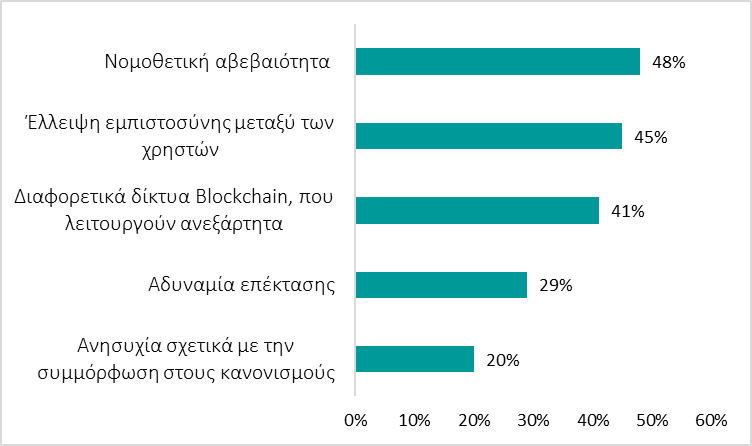 Νομοθετική αβεβαιότητα
48%
Έλλειψη εμπιστοσύνης μεταξύ των
χρηστών
45%
Διαφορετικά δίκτυα Blockchain, που
λειτουργούν ανεξάρτητα
41%
Αδυναμία επέκτασης
29%
Ανησυχία σχετικά με την
συμμόρφωση στους κανονισμούς
20%
0% 10% 20% 30% 40% 50% 60%